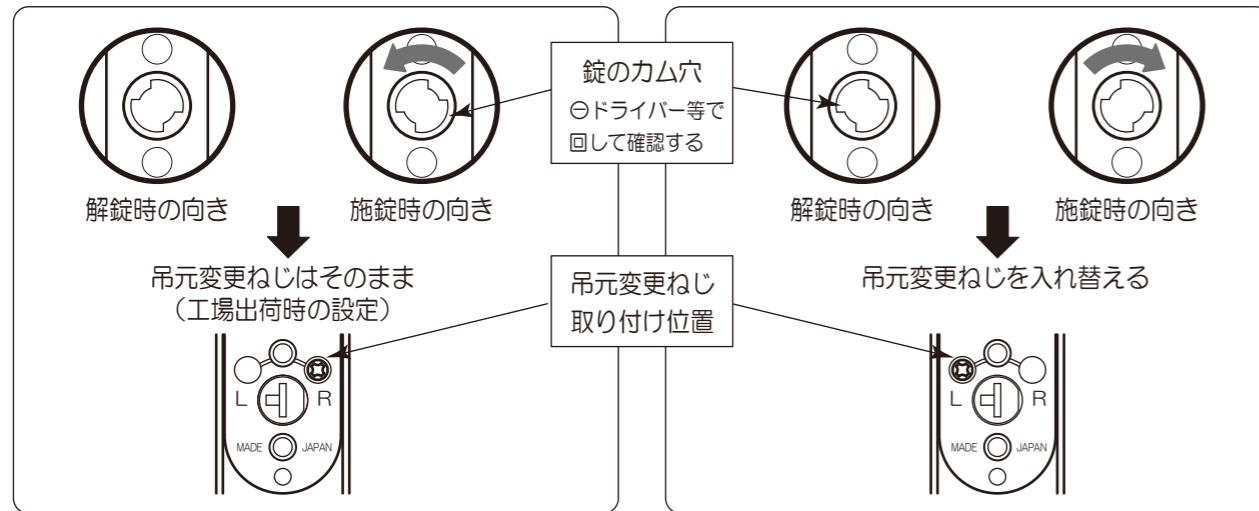 解錠時の向き
施錠時の向き
錠のカム穴
⊖ドライバー等で
回して確認する
解錠時の向き
施錠時の向き
吊元変更ねじはそのまま
(工場出荷時の設定)
吊元変更ねじ
取り付け位置
吊元変更ねじを入れ替える
L R
MADE JAPAN
L R
MADE JAPAN